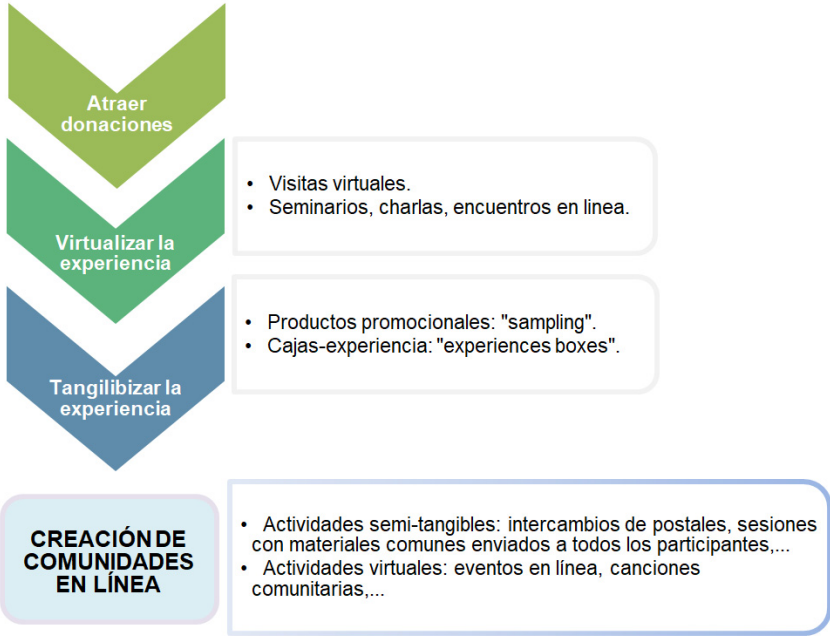 Atraer
donaciones
• Visitas virtuales.
• Seminarios, charlas, encuentros en linea.
Virtualizar la
experiencia
• Productos promocionales: "sampling".
• Cajas-experiencia: "experiences boxes".
Tangilibizar la
experiencia
CREACIÓN DE
COMUNIDADES
EN LÍNEA
• Actividades semi-tangibles: intercambios de postales, sesiones
con materiales comunes enviados a todos los participantes,...
• Actividades virtuales: eventos en línea, canciones
comunitarias,...